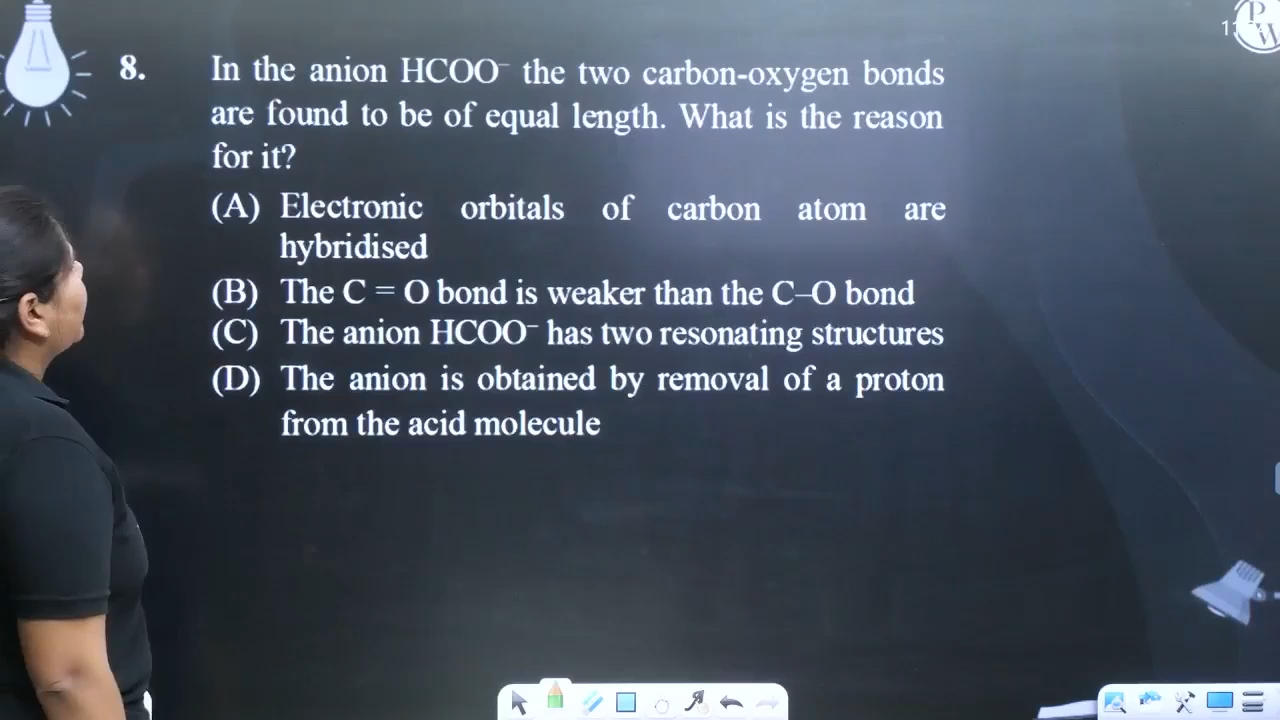 8. In the anion HCOO⁻ the two carbon-oxygen bonds
are found to be of equal length. What is the reason
for it?
(A) Electronic orbitals of carbon atom are
hybridised
(B) The C = O bond is weaker than the C–O bond
(C) The anion HCOO⁻ has two resonating structures
(D) The anion is obtained by removal of a proton
from the acid molecule